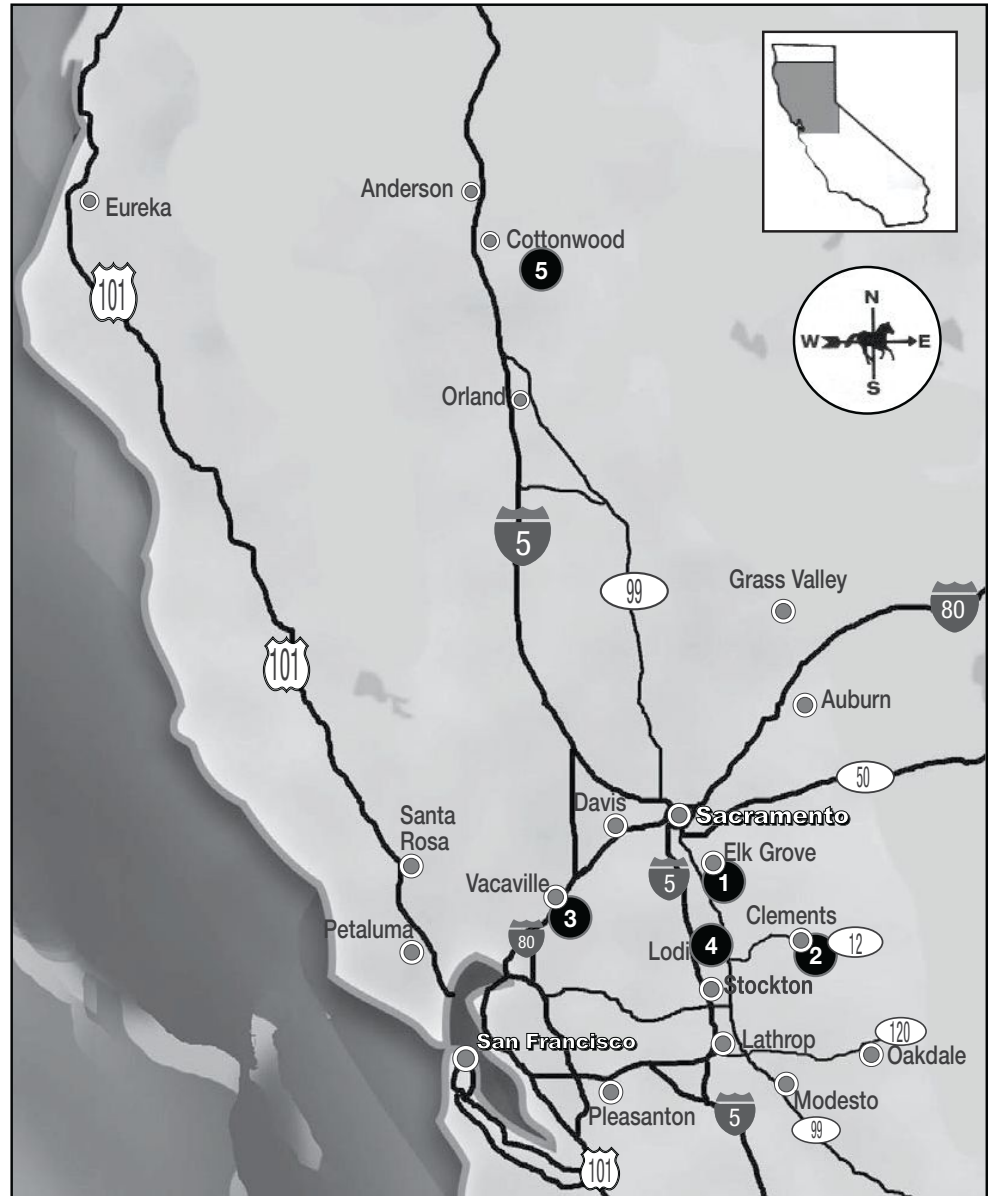 Eureka
Anderson
Cottonwood
5
101
N
W E
S
Orland
5
99
Grass Valley
80
101
Auburn
50
Davis
Sacramento
Santa
Rosa
Elk Grove
5
1
Vacaville
3
Clements
Petaluma
80
Lodi
4
2
12
Stockton
San Francisco
Lathrop
120
Oakdale
Pleasanton
Modesto
5
99
101